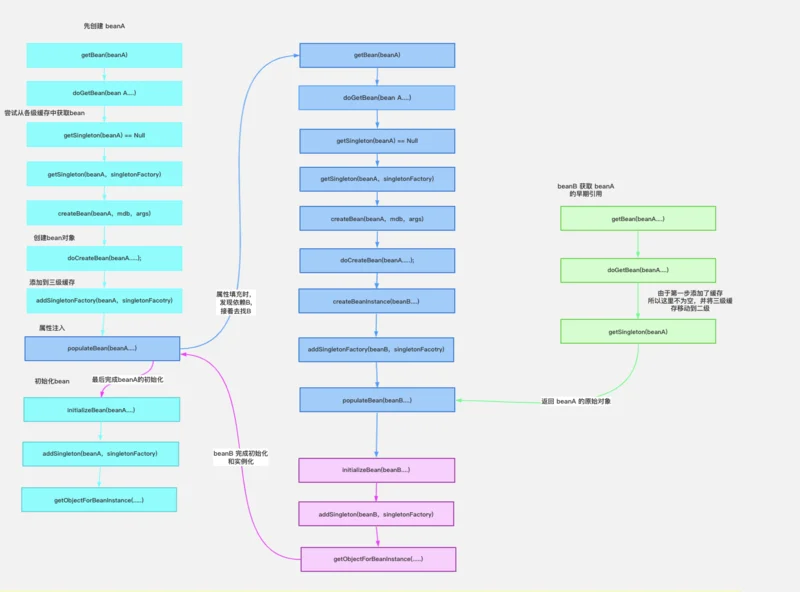 先创建 beanA
getBean(beanA)
doGetBean(bean A....)
尝试从各级缓存中获取bean
getSingleton(beanA) == Null
getSingleton(beanA, singletonFactory)
createBean(beanA, mdb, args)
创建bean对象
doCreateBean(beanA.....);
添加到三级缓存
addSingletonFactory(beanA, singletonFacotry)
属性注入
populateBean(beanA....)
初始化bean
最后完成beanA的初始化
initializeBean(beanA....)
addSingleton(beanA, singletonFactory)
getObjectForBeanInstance(.....)
属性填充时,
发现依赖B,
接着去找B
beanB 完成初始化
和实例化
getBean(beanA)
doGetBean(bean A....)
getSingleton(beanA) == Null
getSingleton(beanA, singletonFactory)
createBean(beanA, mdb, args)
doCreateBean(beanA.....);
createBeanInstance(beanB....)
addSingletonFactory(beanB, singletonFacotry)
populateBean(beanB....)
initializeBean(beanB....)
addSingleton(beanB, singletonFactory)
getObjectForBeanInstance(.....)
beanB 获取 beanA
的早期引用
getBean(beanA....)
doGetBean(beanA....)
由于第一步添加了缓存
所以这里不为空，并将三级缓
存移动到二级
getSingleton(beanA)
返回 beanA 的原始对象